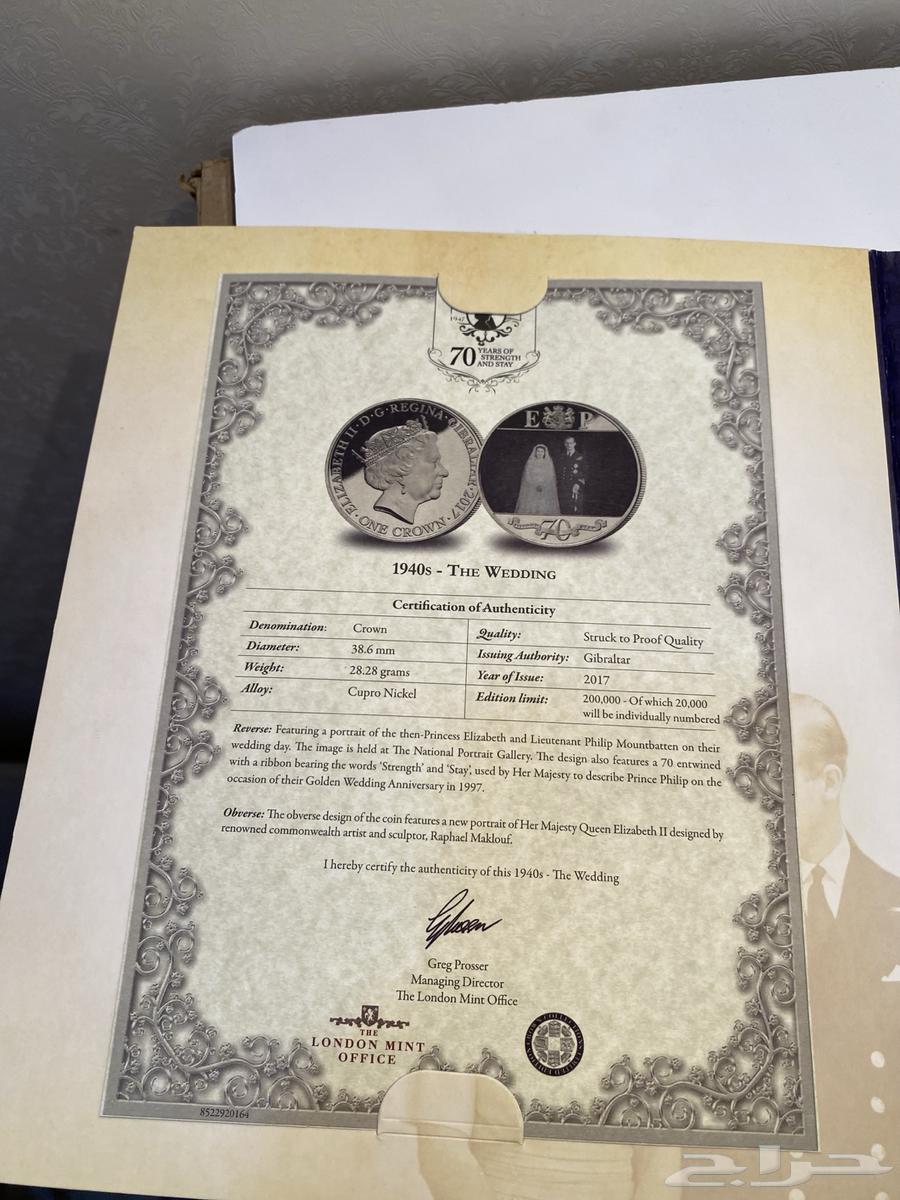 1947
70 YEARS OF
STRENGTH
AND STAY
ELIZABETH II · D · G · REGINA · GIBRALTAR · 2017
· ONE CROWN ·
E P
70
1940s - THE WEDDING
Certification of Authenticity
Denomination: Crown
Diameter: 38.6 mm
Weight: 28.28 grams
Alloy: Cupro Nickel
Quality: Struck to Proof Quality
Issuing Authority: Gibraltar
Year of Issue: 2017
Edition limit: 200,000 - Of which 20,000
will be individually numbered
Reverse: Featuring a portrait of the then-Princess Elizabeth and Lieutenant Philip Mountbatten on their
wedding day. The image is held at The National Portrait Gallery. The design also features a 70 entwined
with a ribbon bearing the words 'Strength' and 'Stay', used by Her Majesty to describe Prince Philip on the
occasion of their Golden Wedding Anniversary in 1997.
Obverse: The obverse design of the coin features a new portrait of Her Majesty Queen Elizabeth II designed by
renowned commonwealth artist and sculptor, Raphael Maklouf.
I hereby certify the authenticity of this 1940s - The Wedding
Greg Prosser
Managing Director
The London Mint Office
THE
LONDON MINT
OFFICE
8522920164
حراج